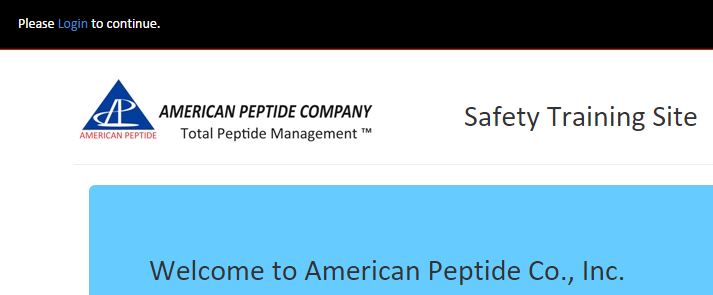 Please Login to continue.
AMERICAN PEPTIDE COMPANY
Total Peptide Management ™
AMERICAN PEPTIDE
Safety Training Site
Welcome to American Peptide Co., Inc.